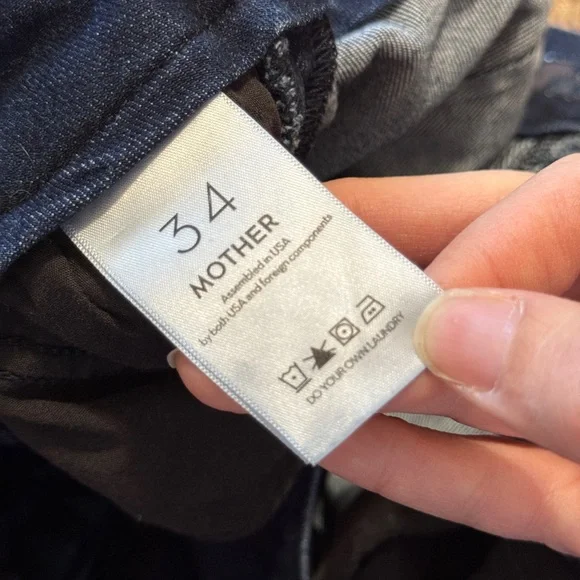 34
MOTHER
Assembled in USA
by both USA and foreign components
DO YOUR OWN LAUNDRY